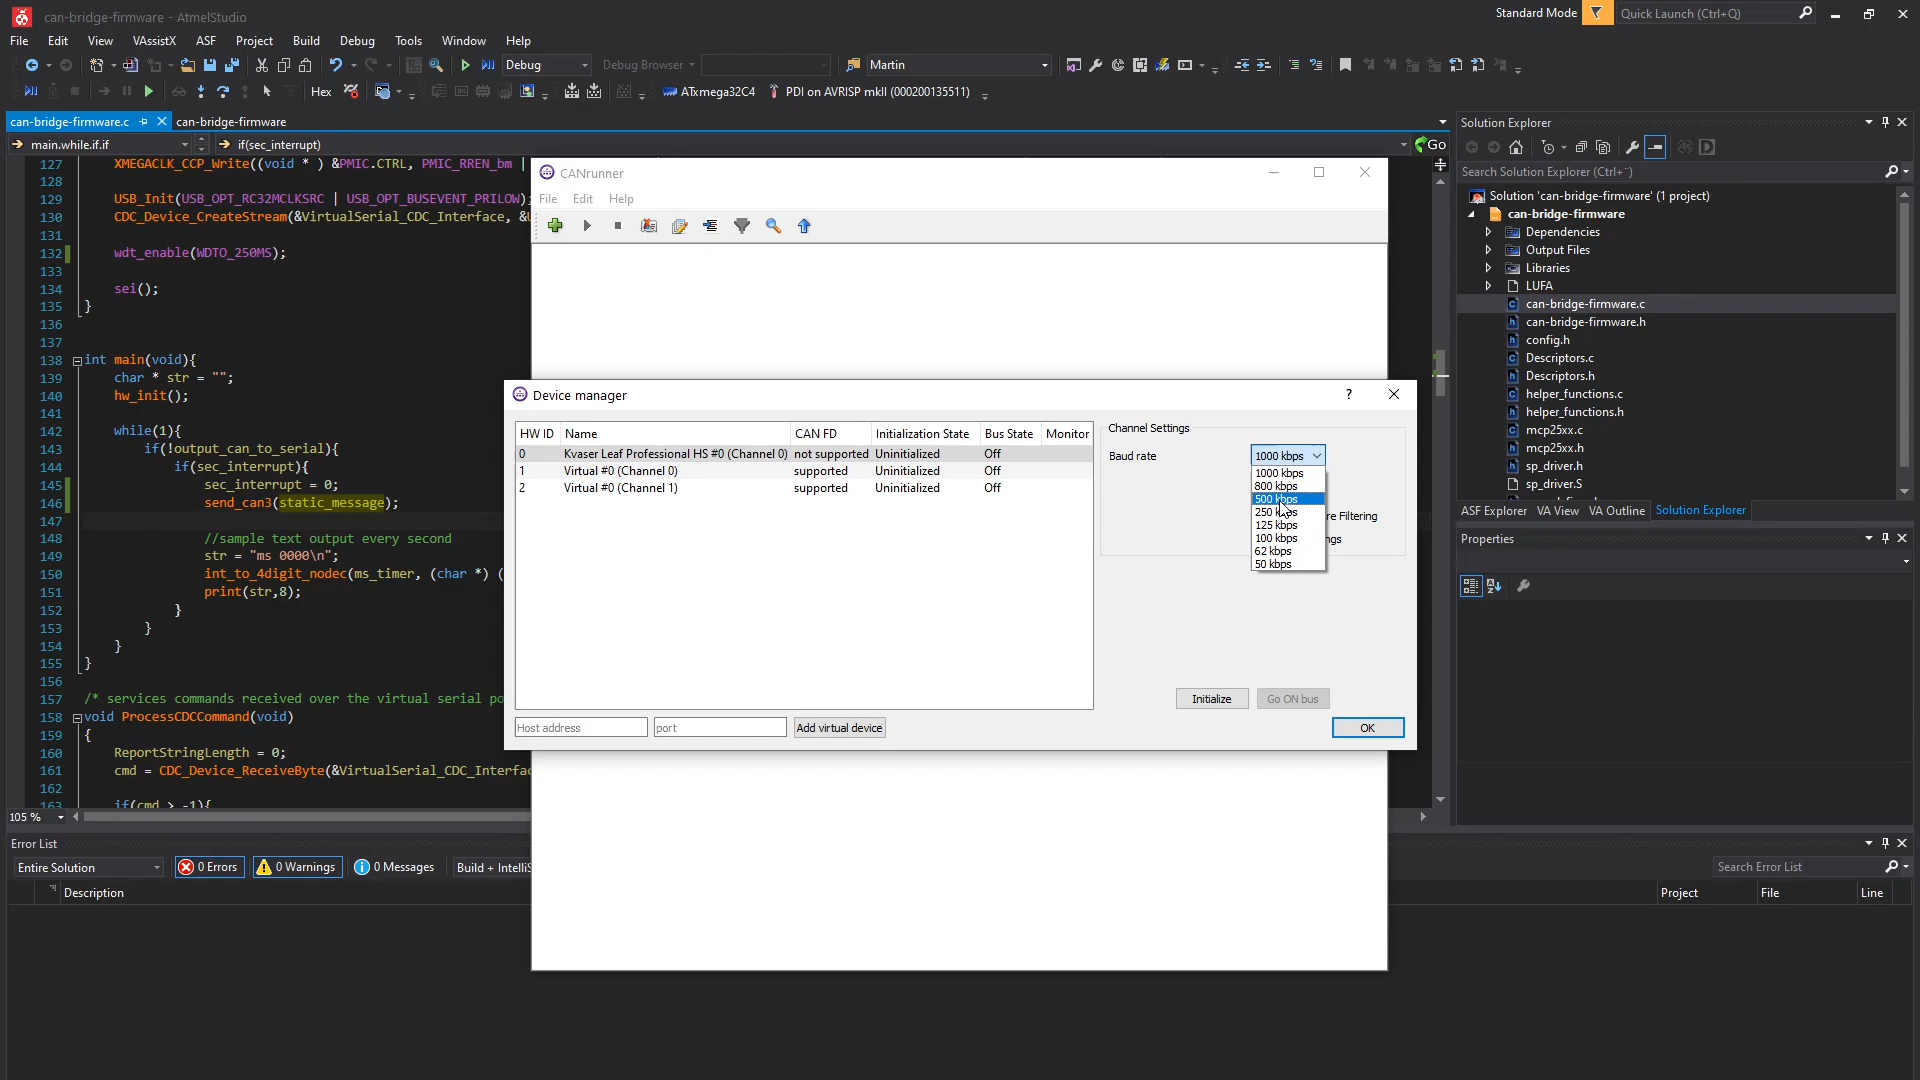 can-bridge-firmware - AtmelStudio
Standard Mode
Quick Launch (Ctrl+Q)
File Edit View VAssistX ASF Project Build Debug Tools Window Help
Debug
Debug Browser
Martin
Hex
ATxmega32C4
PDI on AVRISP mkII (000200135511)
can-bridge-firmware.c
can-bridge-firmware
main.while.if.if
if(sec_interrupt)
Go
127 XMEGACLK_CCP_Write((void * ) &PMIC.CTRL, PMIC_RREN_bm |
128
129 USB_Init(USB_OPT_RC32MCLKSRC | USB_OPT_BUSEVENT_PRILOW);
130 CDC_Device_CreateStream(&VirtualSerial_CDC_Interface, &U
131
132 wdt_enable(WDTO_250MS);
133
134 sei();
135 }
136
137
138 int main(void){
139 char * str = "";
140 hw_init();
141
142 while(1){
143 if(!output_can_to_serial){
144 if(sec_interrupt){
145 sec_interrupt = 0;
146 send_can3(static_message);
147
148 //sample text output every second
149 str = "ms 0000\n";
150 int_to_4digit_nodec(ms_timer, (char *) (
151 print(str,8);
152 }
153 }
154 }
155 }
156
157 /* services commands received over the virtual serial po
158 void ProcessCDCCommand(void)
159 {
160 ReportStringLength = 0;
161 cmd = CDC_Device_ReceiveByte(&VirtualSerial_CDC_Interfac
162
163 if(cmd > -1){
105 %
CANrunner
File Edit Help
Device manager
?
HW ID Name CAN FD Initialization State Bus State Monitor
0 Kvaser Leaf Professional HS #0 (Channel 0) not supported Uninitialized Off
1 Virtual #0 (Channel 0) supported Uninitialized Off
2 Virtual #0 (Channel 1) supported Uninitialized Off
Channel Settings
Baud rate
1000 kbps
1000 kbps
800 kbps
500 kbps
250 kbps
125 kbps
100 kbps
62 kbps
50 kbps
re Filtering
ngs
Initialize
Go ON bus
Host address
port
Add virtual device
OK
Solution Explorer
Search Solution Explorer (Ctrl+¨)
Solution 'can-bridge-firmware' (1 project)
can-bridge-firmware
Dependencies
Output Files
Libraries
LUFA
can-bridge-firmware.c
can-bridge-firmware.h
config.h
Descriptors.c
Descriptors.h
helper_functions.c
helper_functions.h
mcp25xx.c
mcp25xx.h
sp_driver.h
sp_driver.S
ASF Explorer VA View VA Outline Solution Explorer
Properties
Error List
Entire Solution
0 Errors
0 Warnings
0 Messages
Build + IntelliS
Search Error List
Description
Project
File
Line